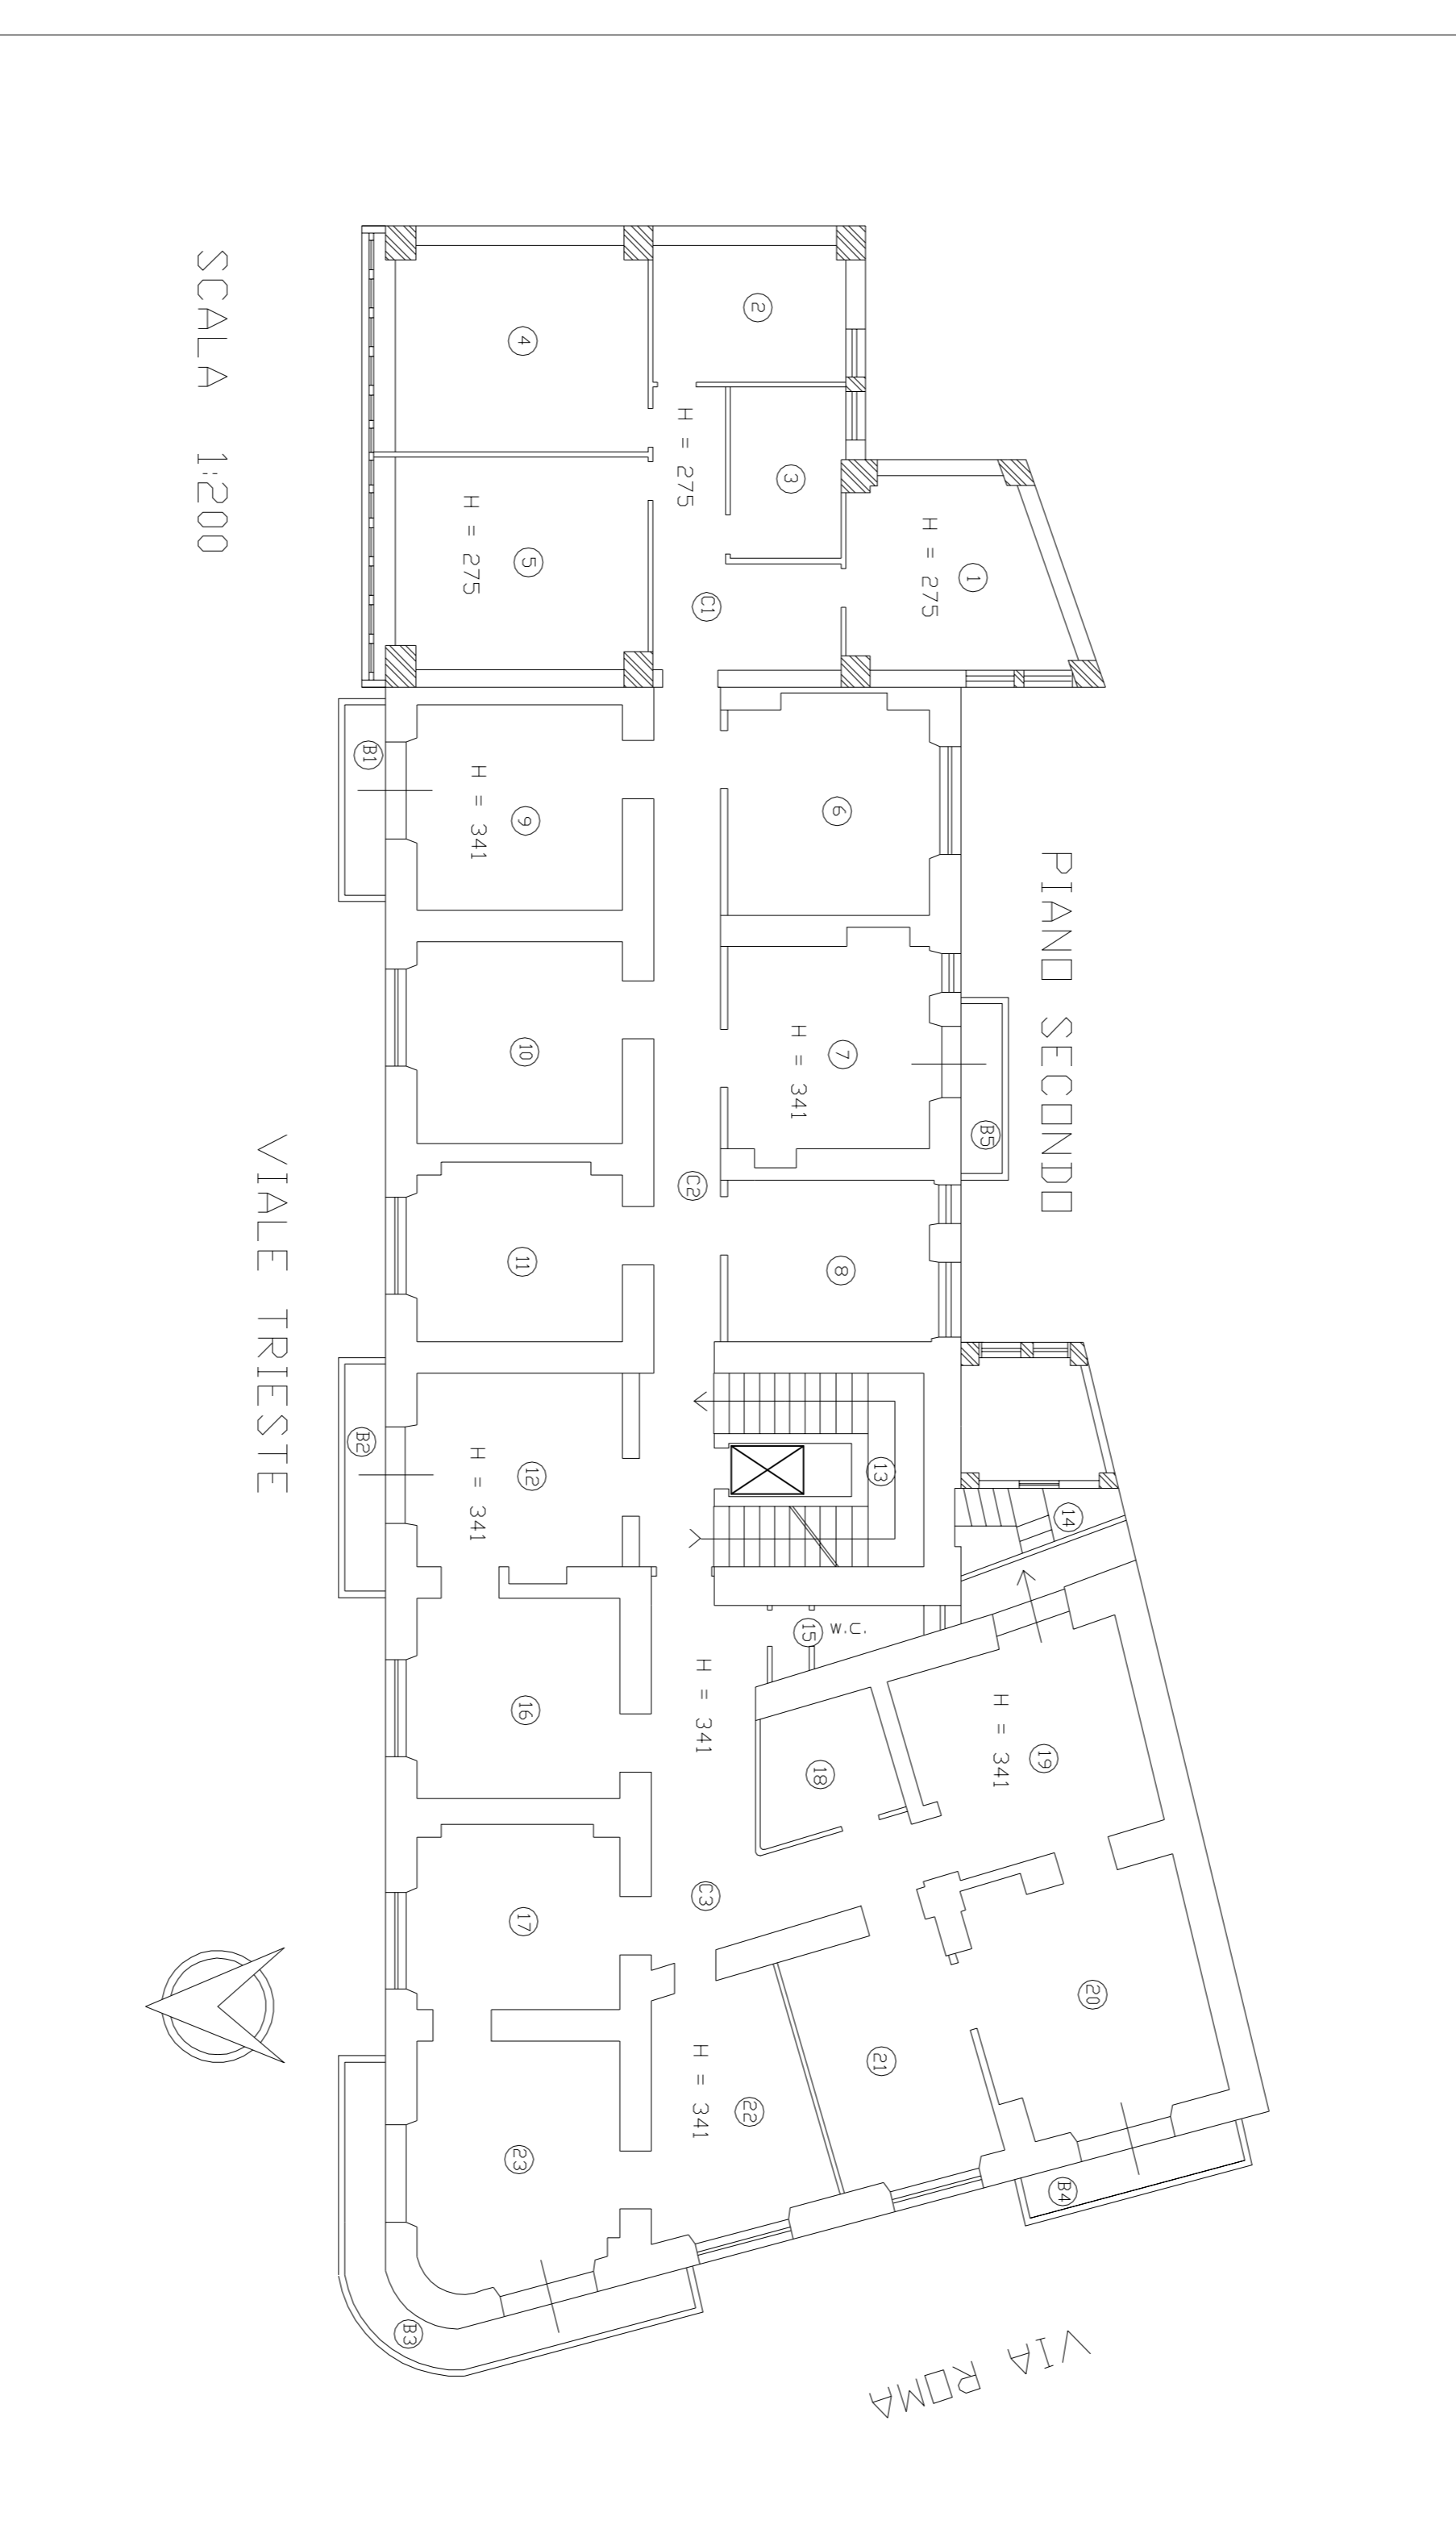 SCALA 1:200
PIANO SECONDO
VIALE TRIESTE
VIA ROMA
2
4
H = 275
3
H = 275
1
H = 275
5
C1
B1
H = 341
9
6
10
H = 341
7
B5
C2
11
8
B2
H = 341
12
13
14
15
W.C.
H = 341
16
18
H = 341
19
C3
17
20
H = 341
22
21
23
B4
B3